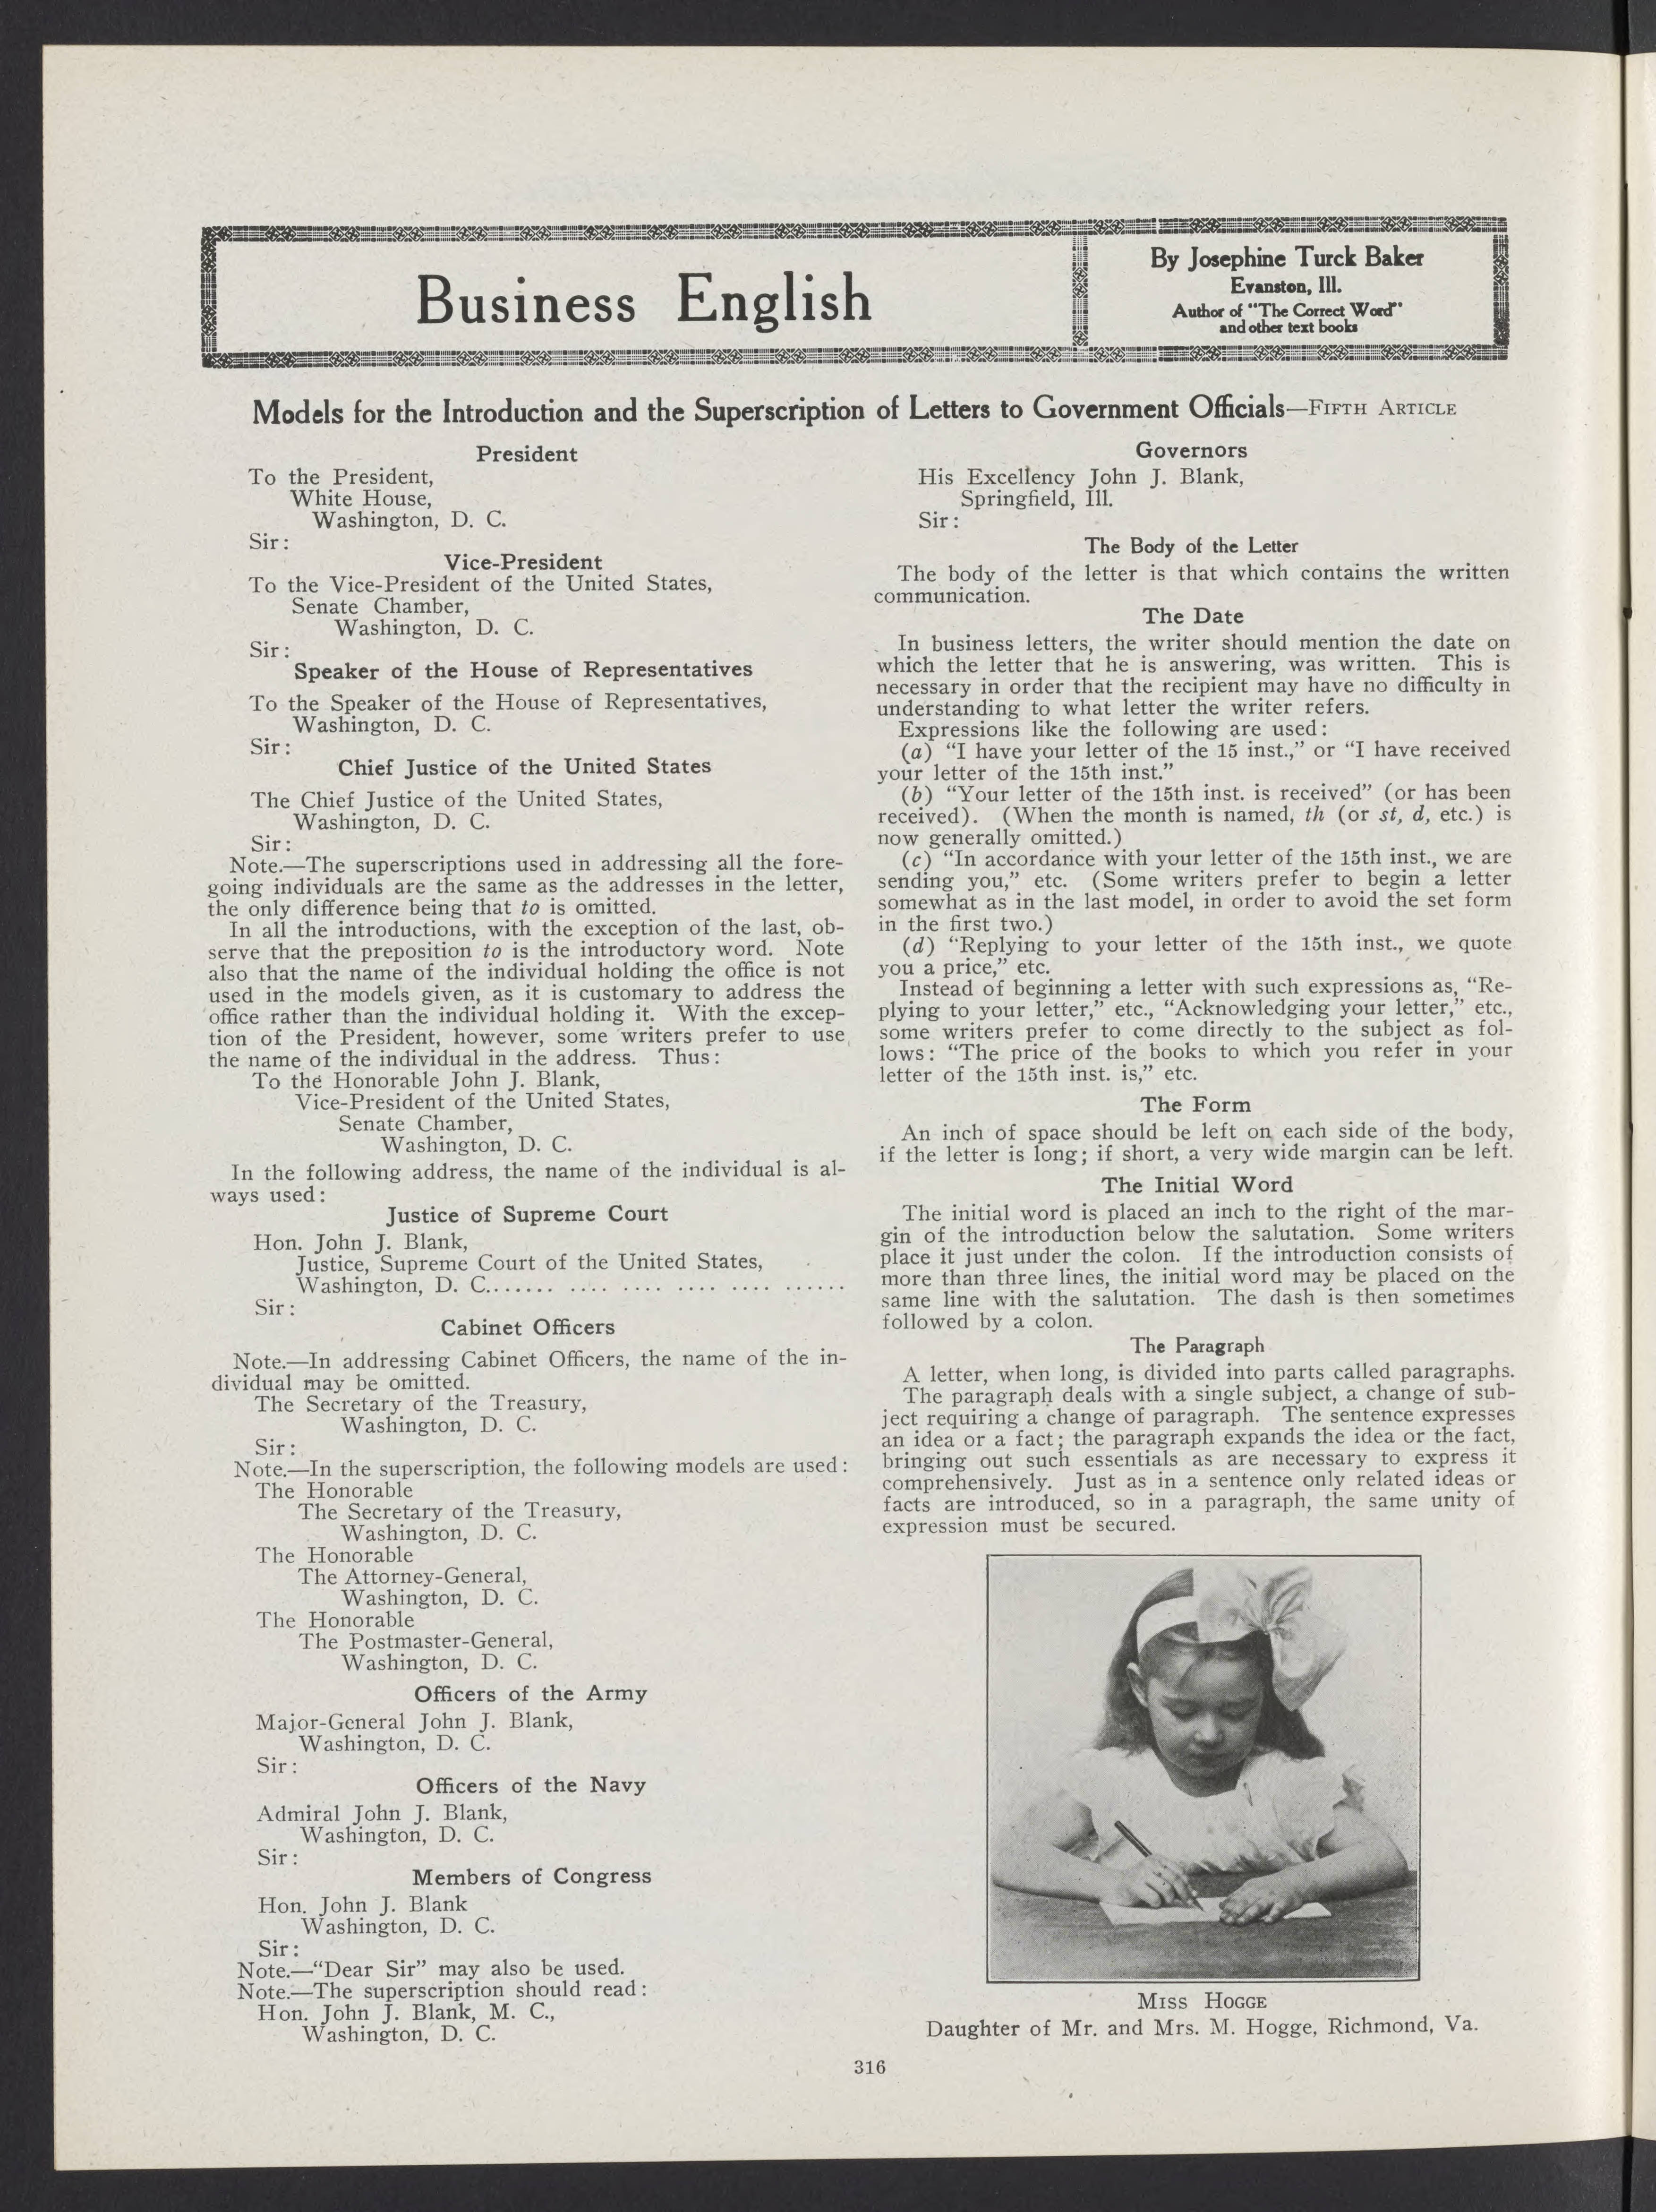 Business English
By Josephine Turck Baker
Evanston, Ill.
Author of "The Correct Word"
and other text books
Models for the Introduction and the Superscription of Letters to Government Officials—FIFTH ARTICLE
President
To the President,
White House,
Washington, D. C.
Sir:
Vice-President
To the Vice-President of the United States,
Senate Chamber,
Washington, D. C.
Sir:
Speaker of the House of Representatives
To the Speaker of the House of Representatives,
Washington, D. C.
Sir:
Chief Justice of the United States
The Chief Justice of the United States,
Washington, D. C.
Sir:
Note.—The superscriptions used in addressing all the fore-
going individuals are the same as the addresses in the letter,
the only difference being that to is omitted.
In all the introductions, with the exception of the last, ob-
serve that the preposition to is the introductory word. Note
also that the name of the individual holding the office is not
used in the models given, as it is customary to address the
office rather than the individual holding it. With the excep-
tion of the President, however, some writers prefer to use
the name of the individual in the address. Thus:
To the Honorable John J. Blank,
Vice-President of the United States,
Senate Chamber,
Washington, D. C.
In the following address, the name of the individual is al-
ways used:
Justice of Supreme Court
Hon. John J. Blank,
Justice, Supreme Court of the United States,
Washington, D. C....... .... .... .... .... ......
Sir:
Cabinet Officers
Note.—In addressing Cabinet Officers, the name of the in-
dividual may be omitted.
The Secretary of the Treasury,
Washington, D. C.
Sir:
Note.—In the superscription, the following models are used:
The Honorable
The Secretary of the Treasury,
Washington, D. C.
The Honorable
The Attorney-General,
Washington, D. C.
The Honorable
The Postmaster-General,
Washington, D. C.
Officers of the Army
Major-General John J. Blank,
Washington, D. C.
Sir:
Officers of the Navy
Admiral John J. Blank,
Washington, D. C.
Sir:
Members of Congress
Hon. John J. Blank
Washington, D. C.
Sir:
Note.—"Dear Sir" may also be used.
Note.—The superscription should read:
Hon. John J. Blank, M. C.,
Washington, D. C.
Governors
His Excellency John J. Blank,
Springfield, Ill.
Sir:
The Body of the Letter
The body of the letter is that which contains the written
communication.
The Date
In business letters, the writer should mention the date on
which the letter that he is answering, was written. This is
necessary in order that the recipient may have no difficulty in
understanding to what letter the writer refers.
Expressions like the following are used:
(a) "I have your letter of the 15 inst.," or "I have received
your letter of the 15th inst."
(b) "Your letter of the 15th inst. is received" (or has been
received). (When the month is named, th (or st, d, etc.) is
now generally omitted.)
(c) "In accordance with your letter of the 15th inst., we are
sending you," etc. (Some writers prefer to begin a letter
somewhat as in the last model, in order to avoid the set form
in the first two.)
(d) "Replying to your letter of the 15th inst., we quote
you a price," etc.
Instead of beginning a letter with such expressions as, "Re-
plying to your letter," etc., "Acknowledging your letter," etc.,
some writers prefer to come directly to the subject as fol-
lows: "The price of the books to which you refer in your
letter of the 15th inst. is," etc.
The Form
An inch of space should be left on each side of the body,
if the letter is long; if short, a very wide margin can be left.
The Initial Word
The initial word is placed an inch to the right of the mar-
gin of the introduction below the salutation. Some writers
place it just under the colon. If the introduction consists of
more than three lines, the initial word may be placed on the
same line with the salutation. The dash is then sometimes
followed by a colon.
The Paragraph
A letter, when long, is divided into parts called paragraphs.
The paragraph deals with a single subject, a change of sub-
ject requiring a change of paragraph. The sentence expresses
an idea or a fact; the paragraph expands the idea or the fact,
bringing out such essentials as are necessary to express it
comprehensively. Just as in a sentence only related ideas or
facts are introduced, so in a paragraph, the same unity of
expression must be secured.
MISS HOGGE
Daughter of Mr. and Mrs. M. Hogge, Richmond, Va.
316